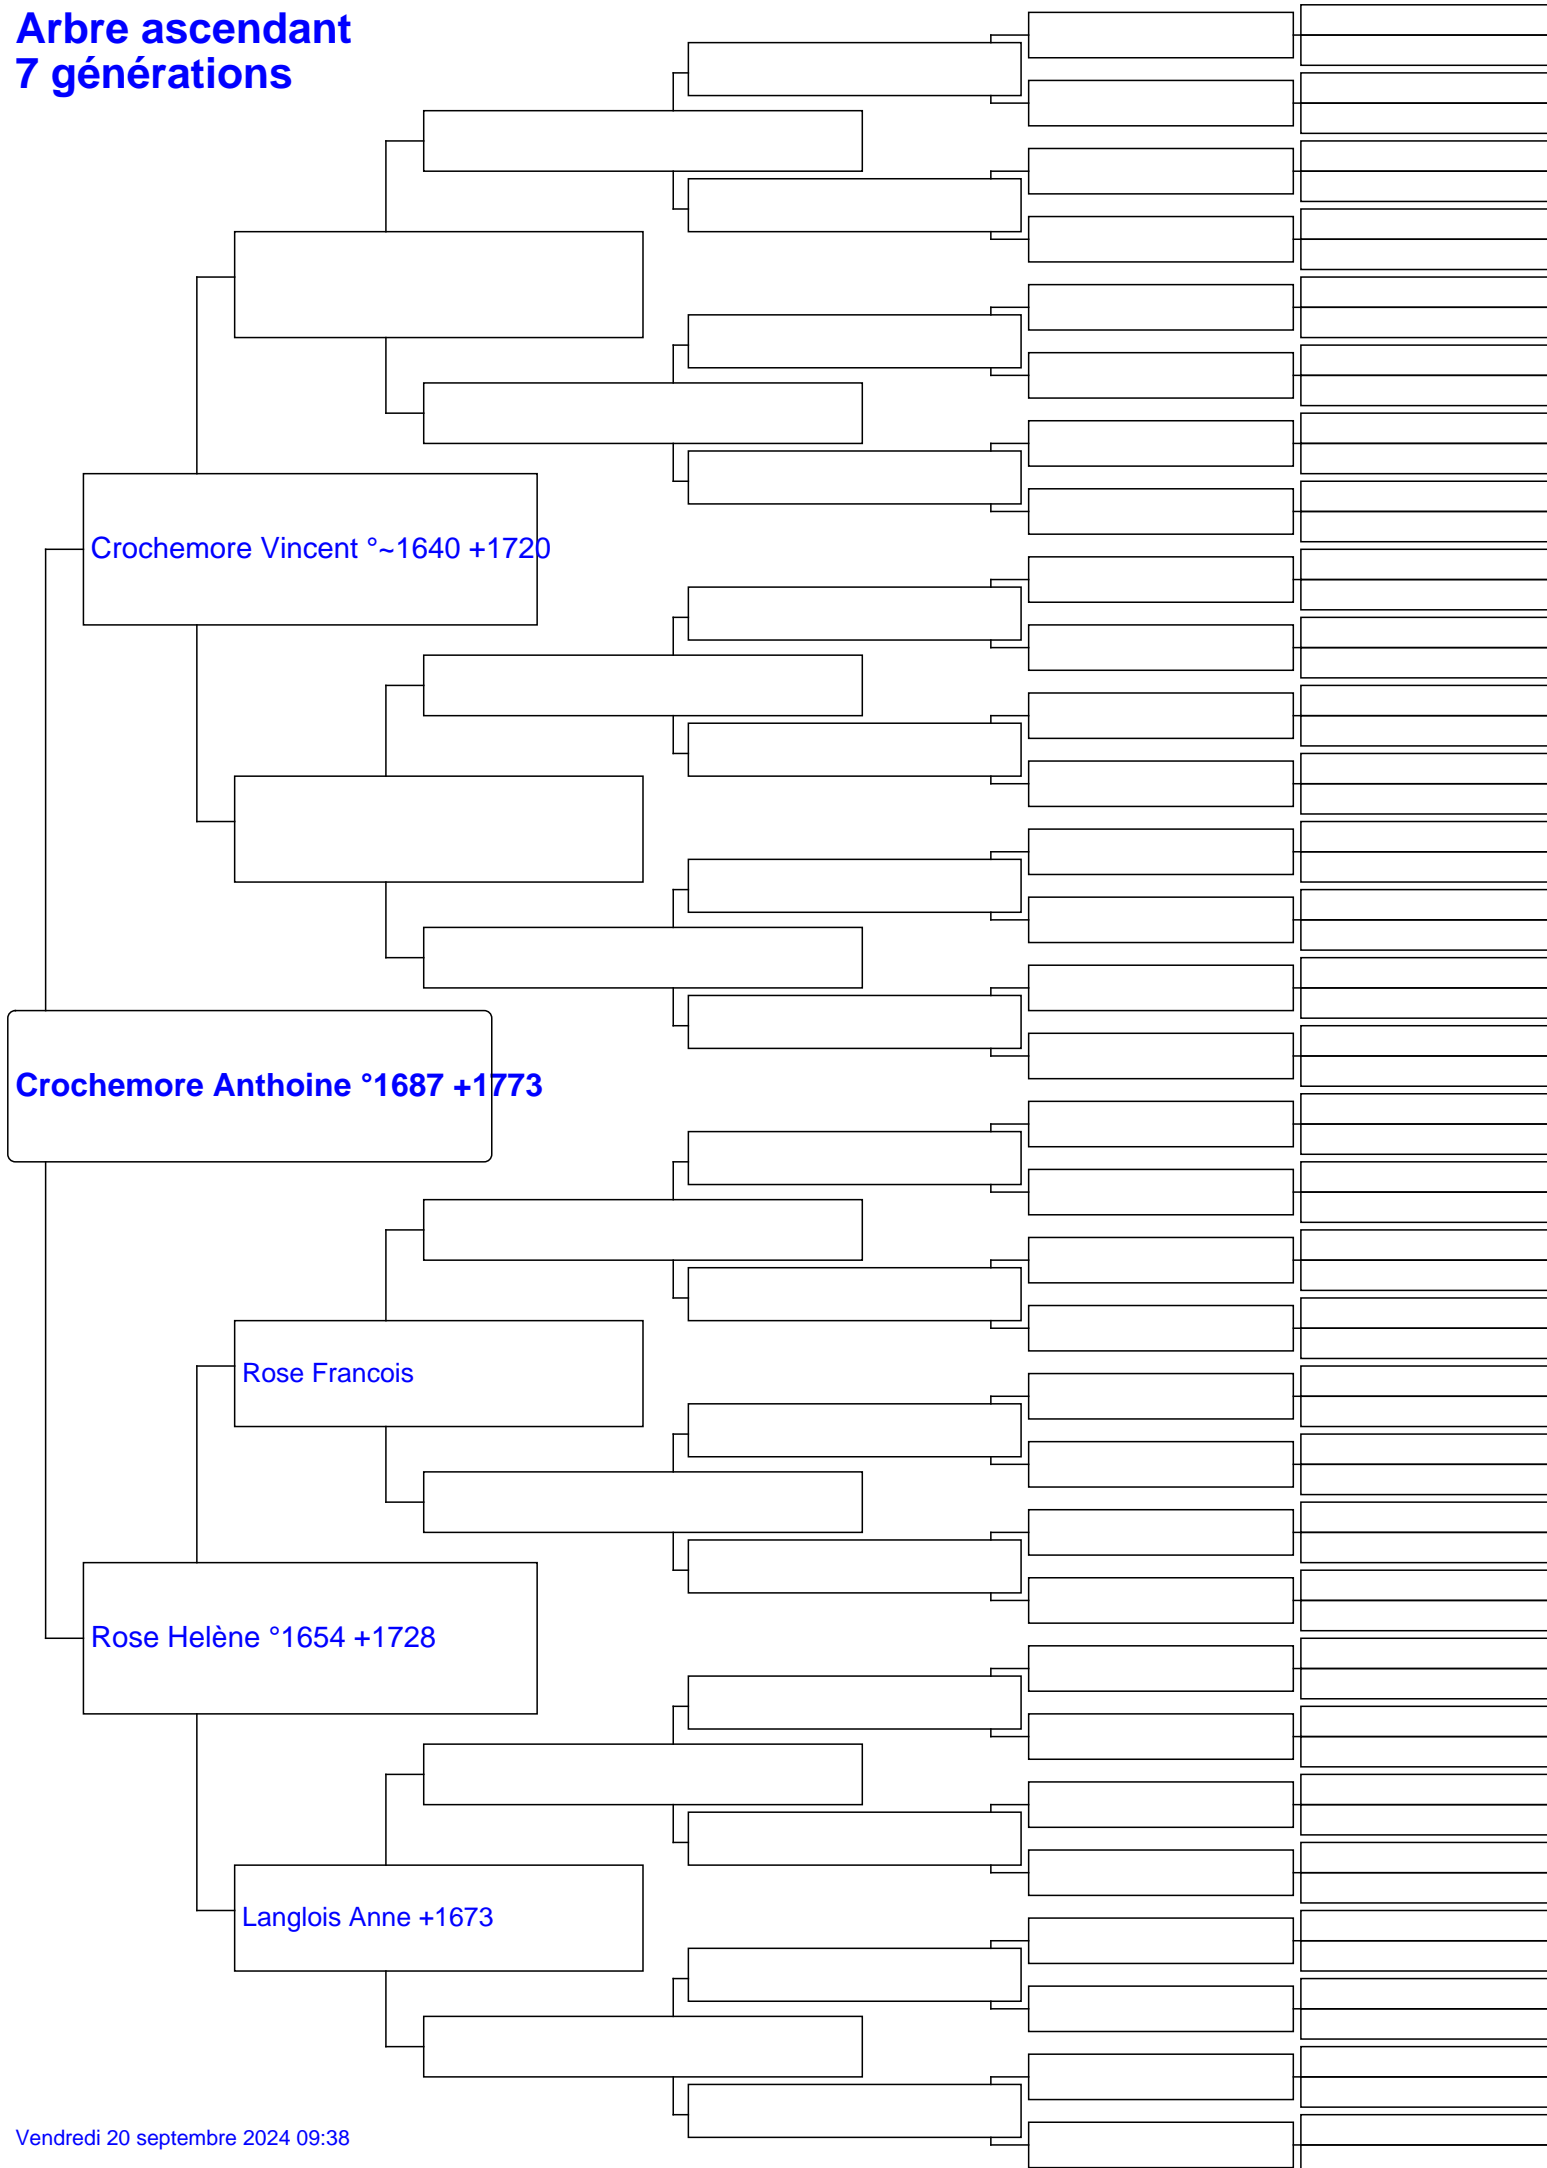 Arbre ascendant
7 générations
Crochemore Vincent °~1640 +1720
Crochemore Anthoine °1687 +1773
Rose Francois
Rose Helène °1654 +1728
Langlois Anne +1673
Vendredi 20 septembre 2024 09:38